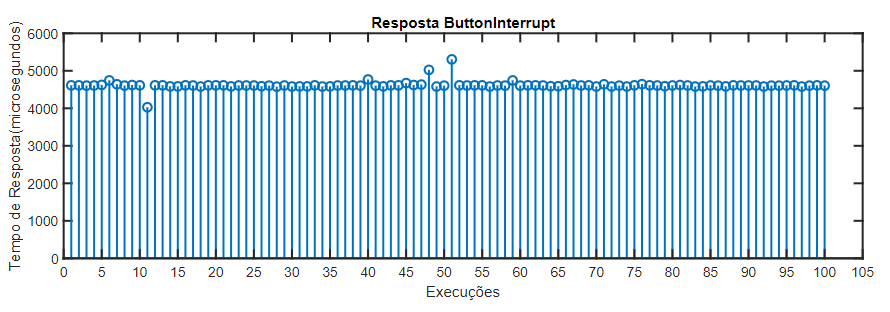 Resposta ButtonInterrupt
Tempo de Resposta(microsegundos)
6000
5000
4000
3000
2000
1000
0
0 5 10 15 20 25 30 35 40 45 50 55 60 65 70 75 80 85 90 95 100 105
Execuções